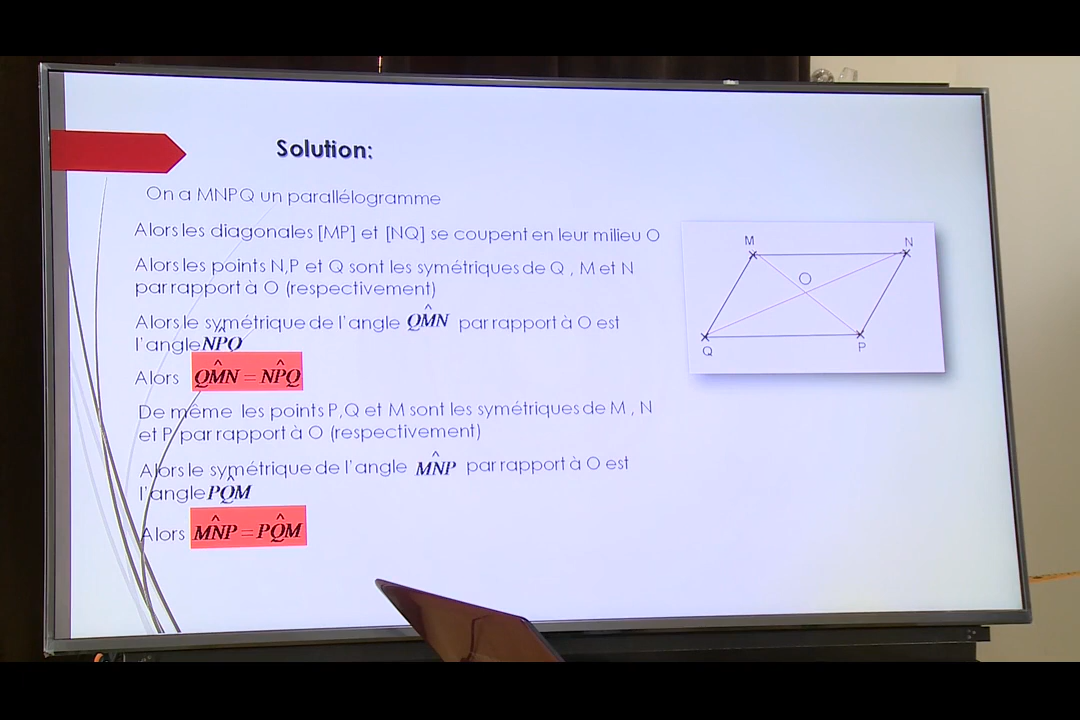 Solution:
On a MNPQ un parallélogramme
Alors les diagonales [MP] et [NQ] se coupent en leur milieu O
Alors les points N,P et Q sont les symétriques de Q , M et N
par rapport à O (respectivement)
Alors le symétrique de l'angle QM̂N par rapport à O est
l'angle NP̂Q
Alors QM̂N = NP̂Q
De même les points P,Q et M sont les symétriques de M , N
et P par rapport à O (respectivement)
Alors le symétrique de l'angle MN̂P par rapport à O est
l'angle PQ̂M
Alors MN̂P = PQ̂M
M N
O
Q P